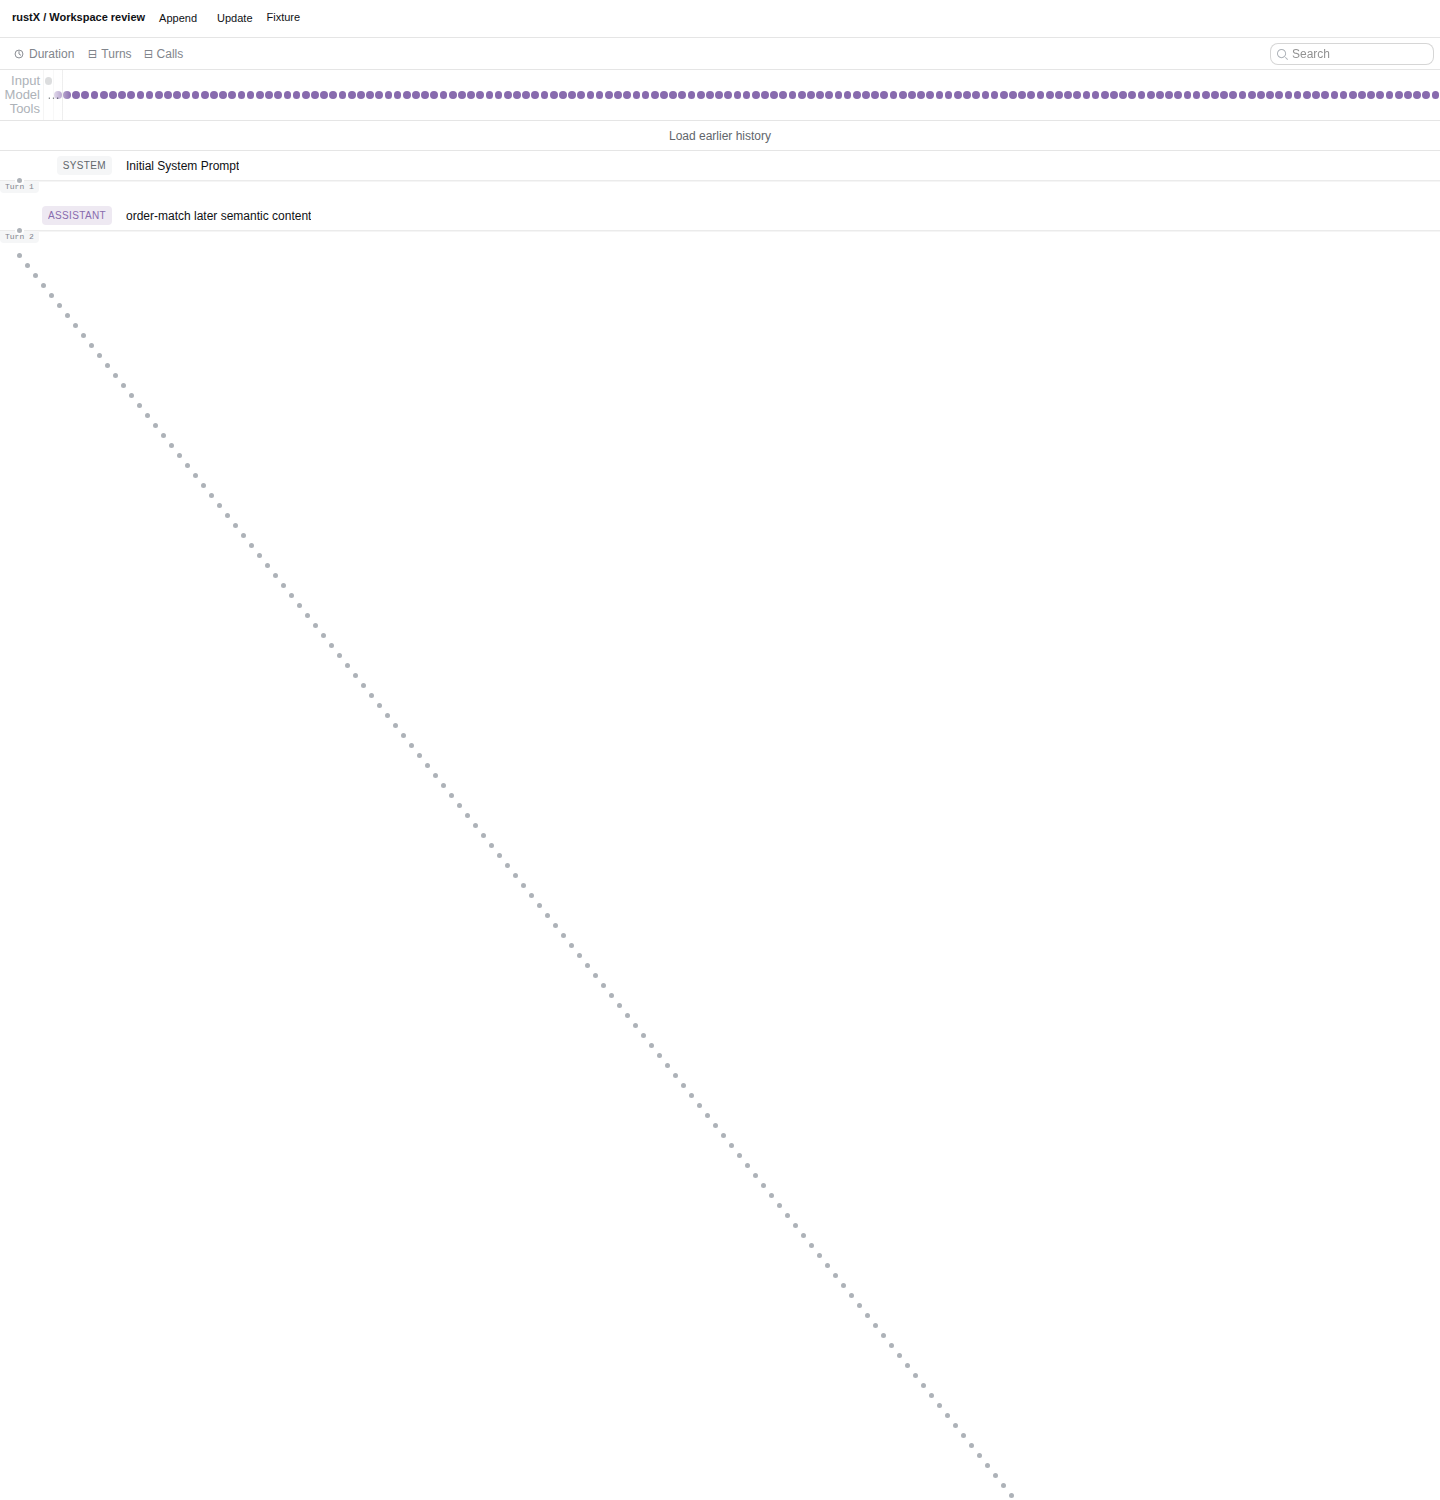 rustX / Workspace review Append Update Fixture
Duration Turns Calls Search
Input
Model
Tools
Load earlier history
SYSTEM Initial System Prompt
Turn 1
ASSISTANT order-match later semantic content
Turn 2